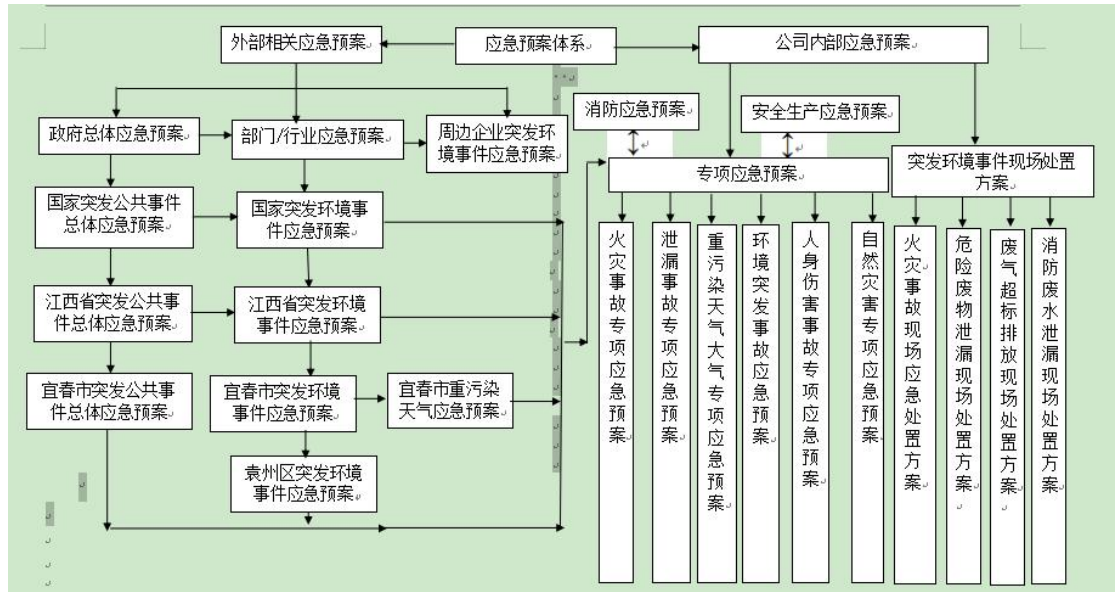 外部相关应急预案
应急预案体系
公司内部应急预案
消防应急预案
安全生产应急预案
政府总体应急预案
部门/行业应急预案
周边企业突发环
境事件应急预案
专项应急预案
突发环境事件现场处置
方案
国家突发公共事件
总体应急预案
国家突发环境事
件应急预案
江西省突发公共事
件总体应急预案
江西省突发环境
事件应急预案
宜春市突发公共事
件总体应急预案
宜春市突发环境
事件应急预案
宜春市重污染
天气应急预案
袁州区突发环境
事件应急预案
火灾事故专项应急预案
泄漏事故专项应急预案
重污染天气大气专项应急预案
环境突发事故应急预案
人身伤害事故专项应急预案
自然灾害专项应急预案
火灾事故现场应急处置方案
危险废物泄漏现场处置方案
废气超标排放现场处置方案
消防废水泄漏现场处置方案